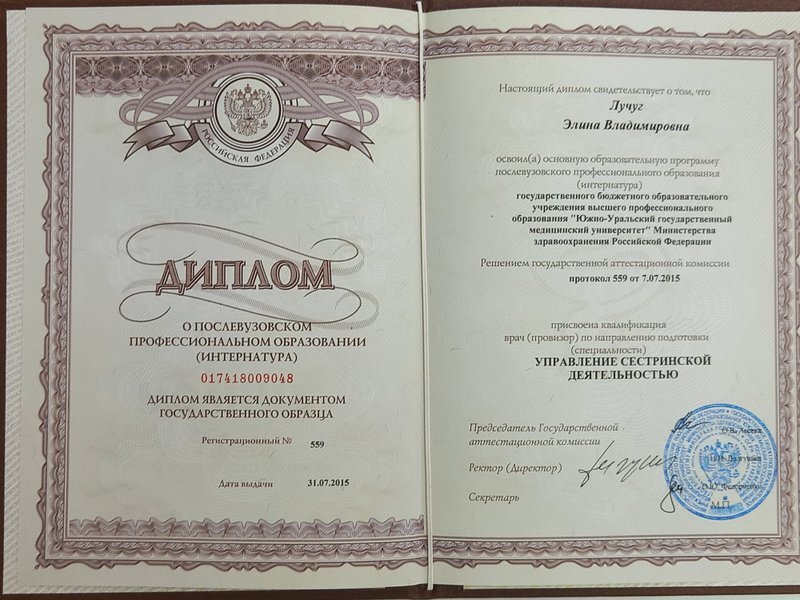 РОССИЙСКАЯ ФЕДЕРАЦИЯ
ДИПЛОМ
О ПОСЛЕВУЗОВСКОМ
ПРОФЕССИОНАЛЬНОМ ОБРАЗОВАНИИ
(ИНТЕРНАТУРА)
017418009048
ДИПЛОМ ЯВЛЯЕТСЯ ДОКУМЕНТОМ
ГОСУДАРСТВЕННОГО ОБРАЗЦА
Регистрационный № 559
Дата выдачи 31.07.2015
Настоящий диплом свидетельствует о том, что
Лучуг
Элина Владимировна
освоил(а) основную образовательную программу
послевузовского профессионального образования
(интернатура)
государственного бюджетного образовательного
учреждения высшего профессионального
образования "Южно-Уральский государственный
медицинский университет" Министерства
здравоохранения Российской Федерации
Решением государственной аттестационной комиссии
протокол 559 от 7.07.2015
присвоена квалификация
врач (провизор) по направлению подготовки
(специальности)
УПРАВЛЕНИЕ СЕСТРИНСКОЙ
ДЕЯТЕЛЬНОСТЬЮ
Председатель Государственной
аттестационной комиссии
Ректор (Директор)
Секретарь
М.П.